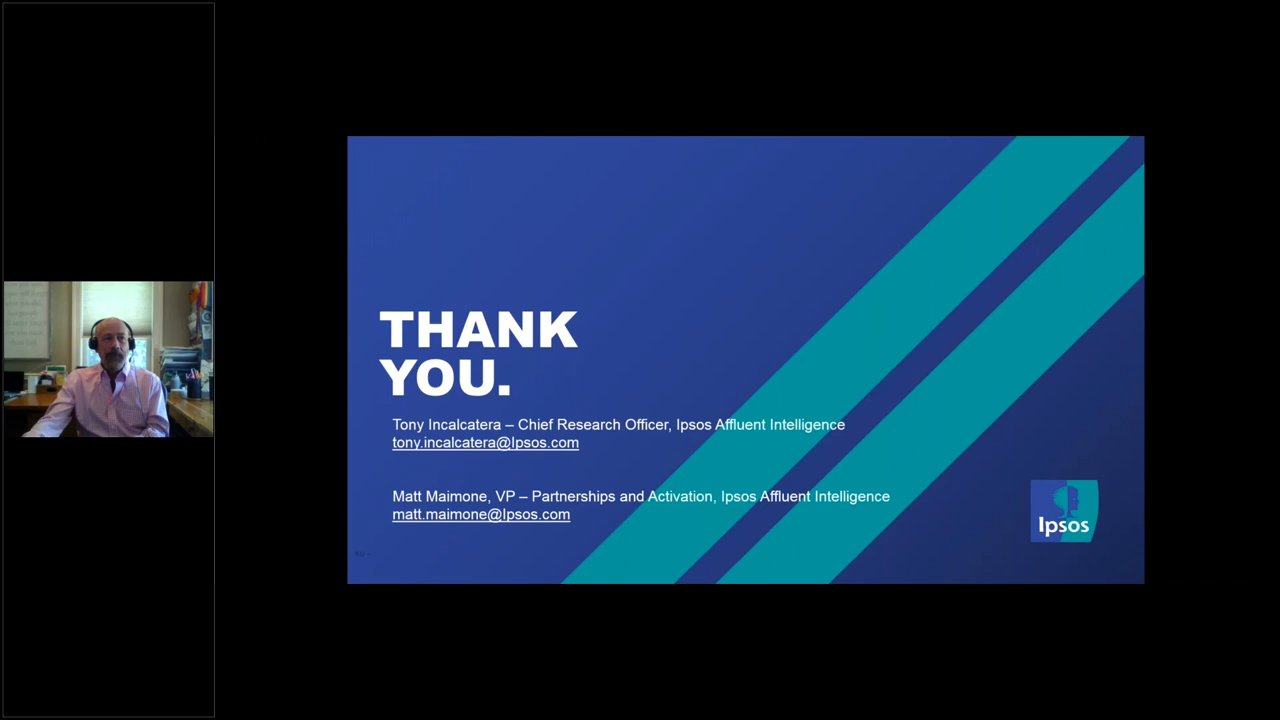 THANK
YOU.
Tony Incalcatera – Chief Research Officer, Ipsos Affluent Intelligence
tony.incalcatera@Ipsos.com
Matt Maimone, VP – Partnerships and Activation, Ipsos Affluent Intelligence
matt.maimone@Ipsos.com
Ipsos